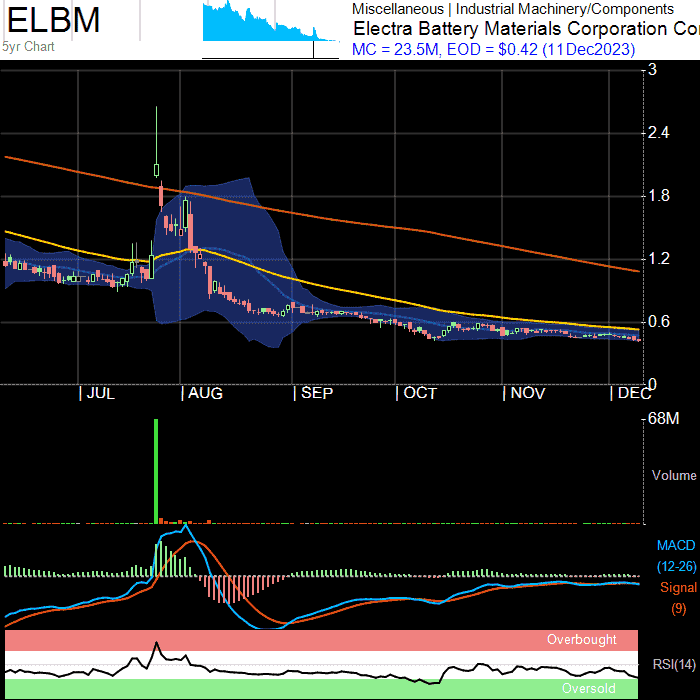 ELBM
5yr Chart
Miscellaneous | Industrial Machinery/Components
Electra Battery Materials Corporation Co
MC = 23.5M, EOD = $0.42 (11Dec2023)
3
2.4
1.8
1.2
0.6
0
JUL AUG SEP OCT NOV DEC
68M
Volume
MACD
(12-26)
Signal
(9)
Overbought
RSI(14)
Oversold